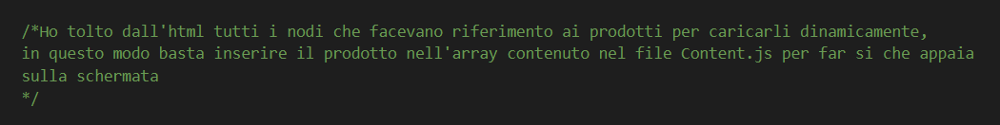 /*Ho tolto dall'html tutti i nodi che facevano riferimento ai prodotti per caricarli dinamicamente,
in questo modo basta inserire il prodotto nell'array contenuto nel file Content.js per far si che appaia
sulla schermata
*/